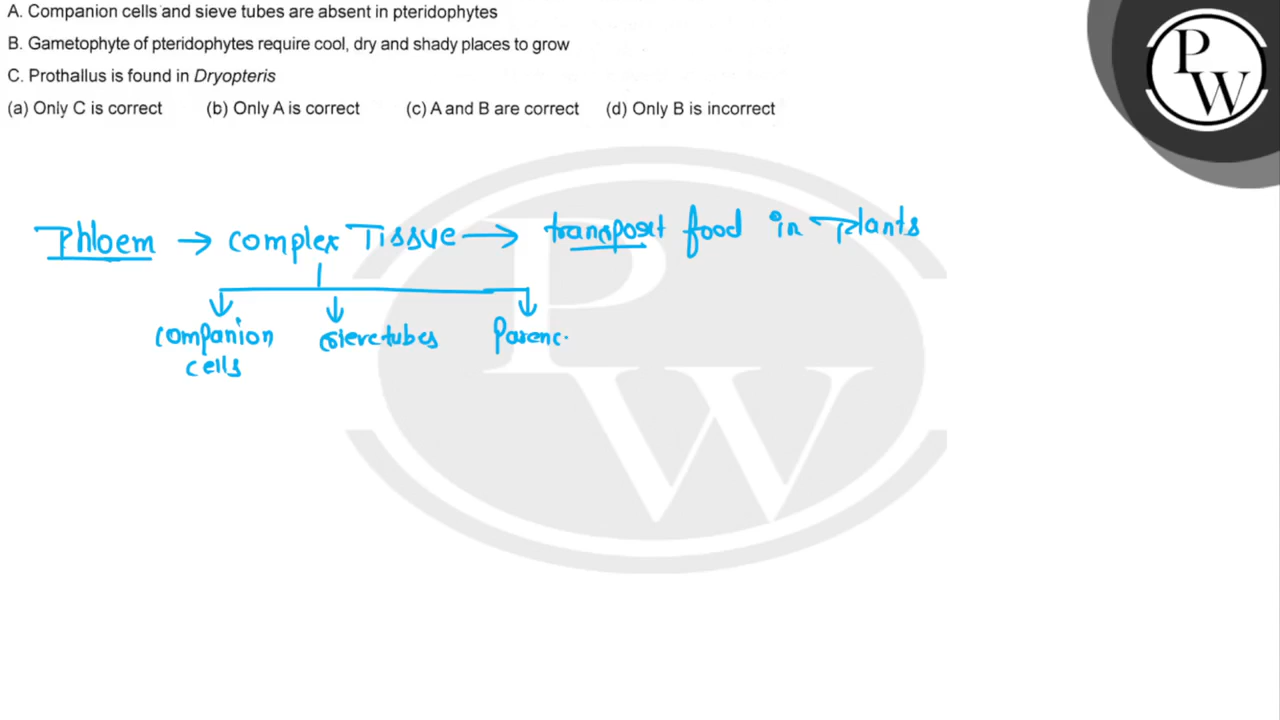 A. Companion cells and sieve tubes are absent in pteridophytes
B. Gametophyte of pteridophytes require cool, dry and shady places to grow
C. Prothallus is found in Dryopteris
(a) Only C is correct (b) Only A is correct (c) A and B are correct (d) Only B is incorrect
Phloem → complex Tissue → transport food in Plants
companion cells
sieve tubes
Parenc.
P
W
P
W